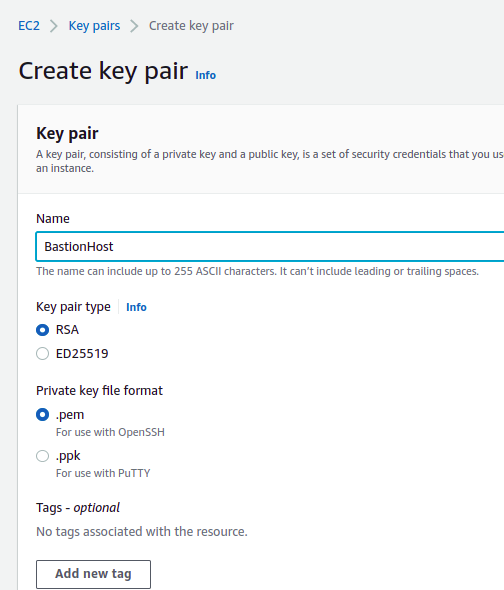 EC2 > Key pairs > Create key pair
Create key pair Info
Key pair
A key pair, consisting of a private key and a public key, is a set of security credentials that you us
an instance.
Name
BastionHost
The name can include up to 255 ASCII characters. It can't include leading or trailing spaces.
Key pair type Info
RSA
ED25519
Private key file format
.pem
For use with OpenSSH
.ppk
For use with PuTTY
Tags - optional
No tags associated with the resource.
Add new tag